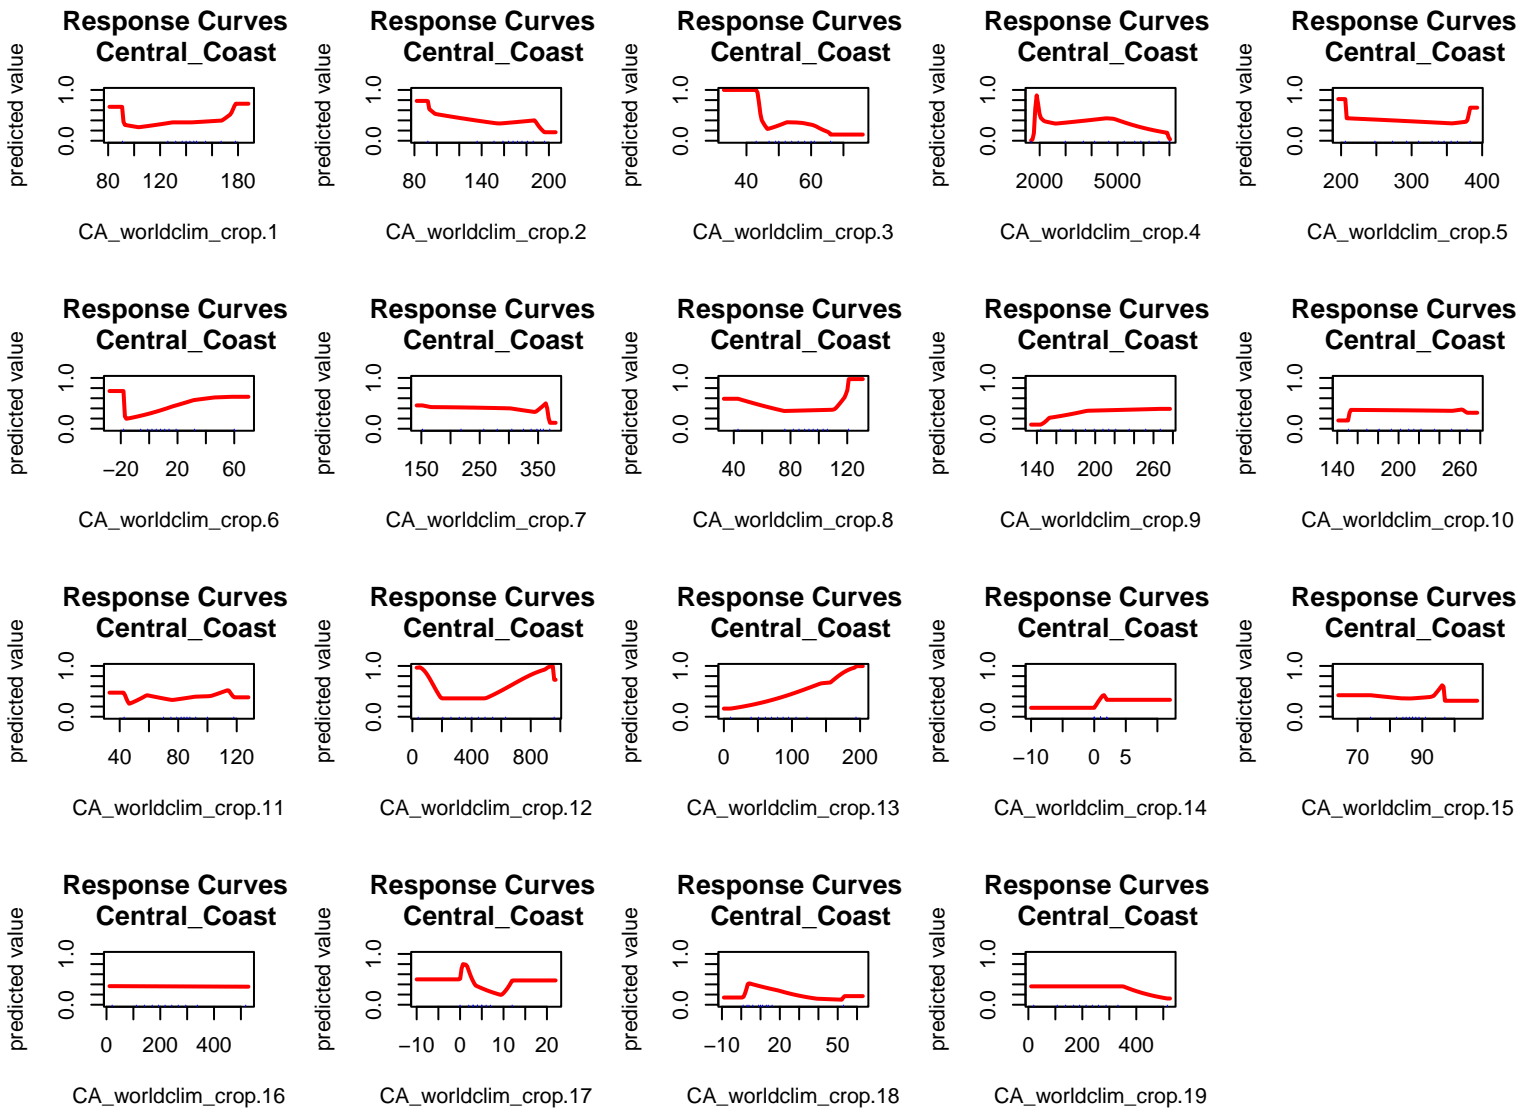 Response Curves
Central_Coast
predicted value
0.0 1.0
80 120 180
CA_worldclim_crop.1
Response Curves
Central_Coast
predicted value
0.0 1.0
80 140 200
CA_worldclim_crop.2
Response Curves
Central_Coast
predicted value
0.0 1.0
40 60
CA_worldclim_crop.3
Response Curves
Central_Coast
predicted value
0.0 1.0
2000 5000
CA_worldclim_crop.4
Response Curves
Central_Coast
predicted value
0.0 1.0
200 300 400
CA_worldclim_crop.5
Response Curves
Central_Coast
predicted value
0.0 1.0
−20 20 60
CA_worldclim_crop.6
Response Curves
Central_Coast
predicted value
0.0 1.0
150 250 350
CA_worldclim_crop.7
Response Curves
Central_Coast
predicted value
0.0 1.0
40 80 120
CA_worldclim_crop.8
Response Curves
Central_Coast
predicted value
0.0 1.0
140 200 260
CA_worldclim_crop.9
Response Curves
Central_Coast
predicted value
0.0 1.0
140 200 260
CA_worldclim_crop.10
Response Curves
Central_Coast
predicted value
0.0 1.0
40 80 120
CA_worldclim_crop.11
Response Curves
Central_Coast
predicted value
0.0 1.0
0 400 800
CA_worldclim_crop.12
Response Curves
Central_Coast
predicted value
0.0 1.0
0 100 200
CA_worldclim_crop.13
Response Curves
Central_Coast
predicted value
0.0 1.0
−10 0 5
CA_worldclim_crop.14
Response Curves
Central_Coast
predicted value
0.0 1.0
70 90
CA_worldclim_crop.15
Response Curves
Central_Coast
predicted value
0.0 1.0
0 200 400
CA_worldclim_crop.16
Response Curves
Central_Coast
predicted value
0.0 1.0
−10 0 10 20
CA_worldclim_crop.17
Response Curves
Central_Coast
predicted value
0.0 1.0
−10 20 50
CA_worldclim_crop.18
Response Curves
Central_Coast
predicted value
0.0 1.0
0 200 400
CA_worldclim_crop.19